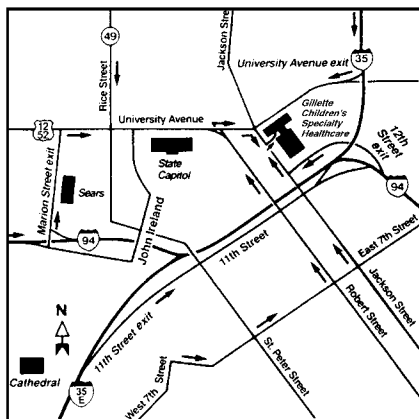 49
Rice Street
Jackson Street
35
University Avenue exit
Gillette
Children's
Specialty
Healthcare
12
52
University Avenue
12th
Street
exit
State
Capitol
Marion Street exit
Sears
94
94
John Ireland
11th Street
East 7th Street
Jackson Street
Robert Street
N
11th Street exit
St. Peter Street
Cathedral
35
E
West 7th Street